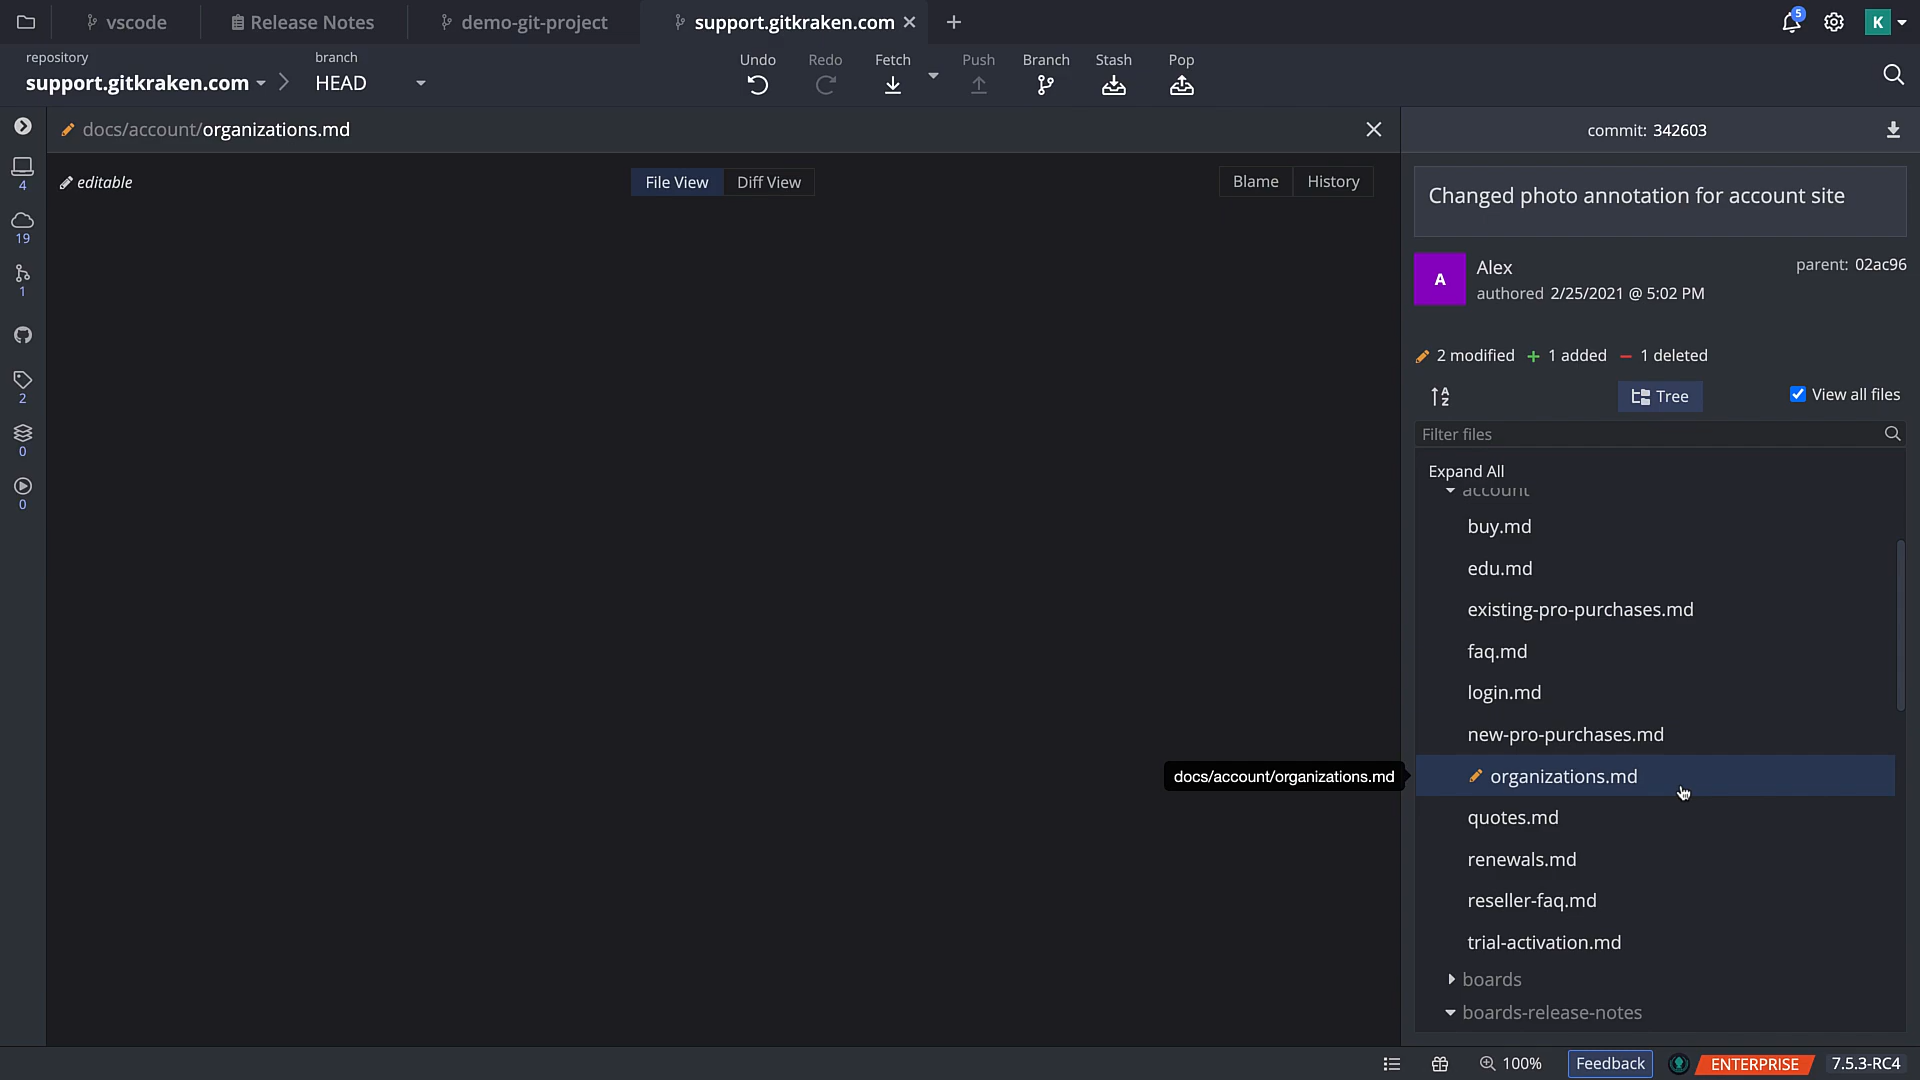 vscode
Release Notes
demo-git-project
support.gitkraken.com
5
K
repository
support.gitkraken.com
branch
HEAD
Undo
Redo
Fetch
Push
Branch
Stash
Pop
docs/account/organizations.md
commit: 342603
4
editable
File View
Diff View
Blame
History
Changed photo annotation for account site
19
A
Alex
parent: 02ac96
authored 2/25/2021 @ 5:02 PM
1
2 modified
1 added
1 deleted
2
A
Z
Tree
View all files
Filter files
0
Expand All
account
0
buy.md
edu.md
existing-pro-purchases.md
faq.md
login.md
new-pro-purchases.md
docs/account/organizations.md
organizations.md
quotes.md
renewals.md
reseller-faq.md
trial-activation.md
boards
boards-release-notes
100%
Feedback
ENTERPRISE
7.5.3-RC4